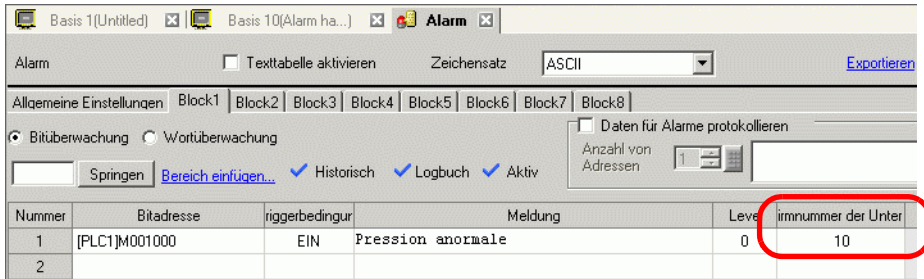 Basis 1(Untitled) Basis 10(Alarm ha...) Alarm
Alarm Texttabelle aktivieren Zeichensatz ASCII Exportieren
Allgemeine Einstellungen Block1 Block2 Block3 Block4 Block5 Block6 Block7 Block8
Bitüberwachung Wortüberwachung Daten für Alarme protokollieren
Springen Bereich einfügen... Historisch Logbuch Aktiv Anzahl von Adressen 1
Nummer Bitadresse riggerbedingur Meldung Leve irmnummer der Unter
1 [PLC1]M001000 EIN Pression anormale 0 10
2